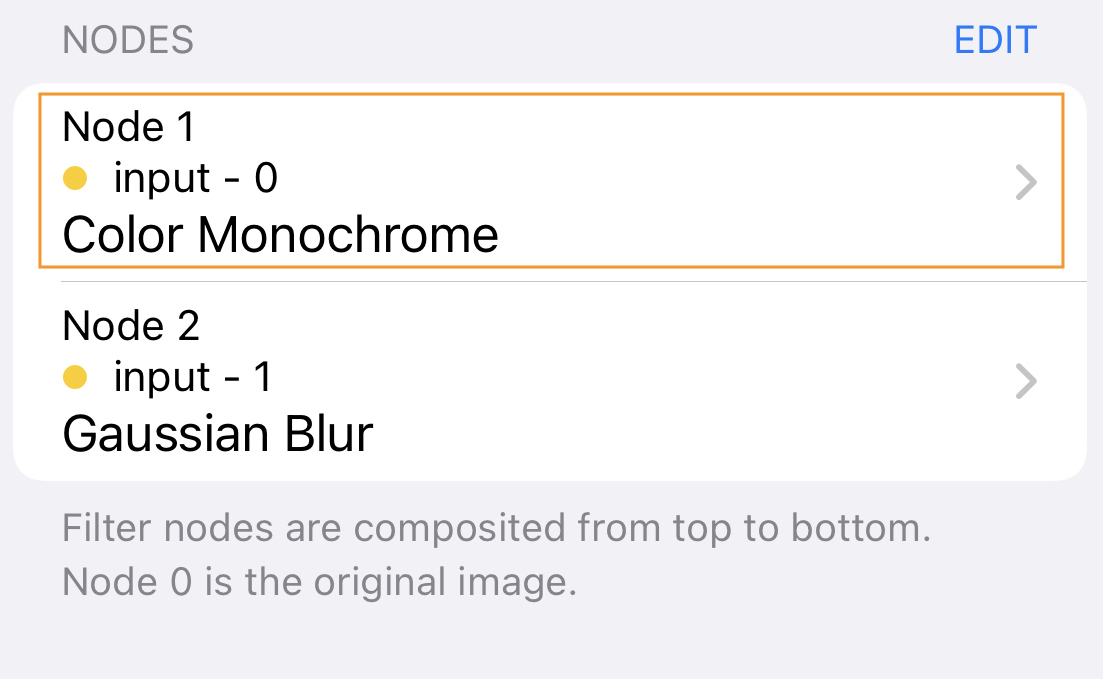 NODES
EDIT
Node 1
input - 0
Color Monochrome
Node 2
input - 1
Gaussian Blur
Filter nodes are composited from top to bottom.
Node 0 is the original image.